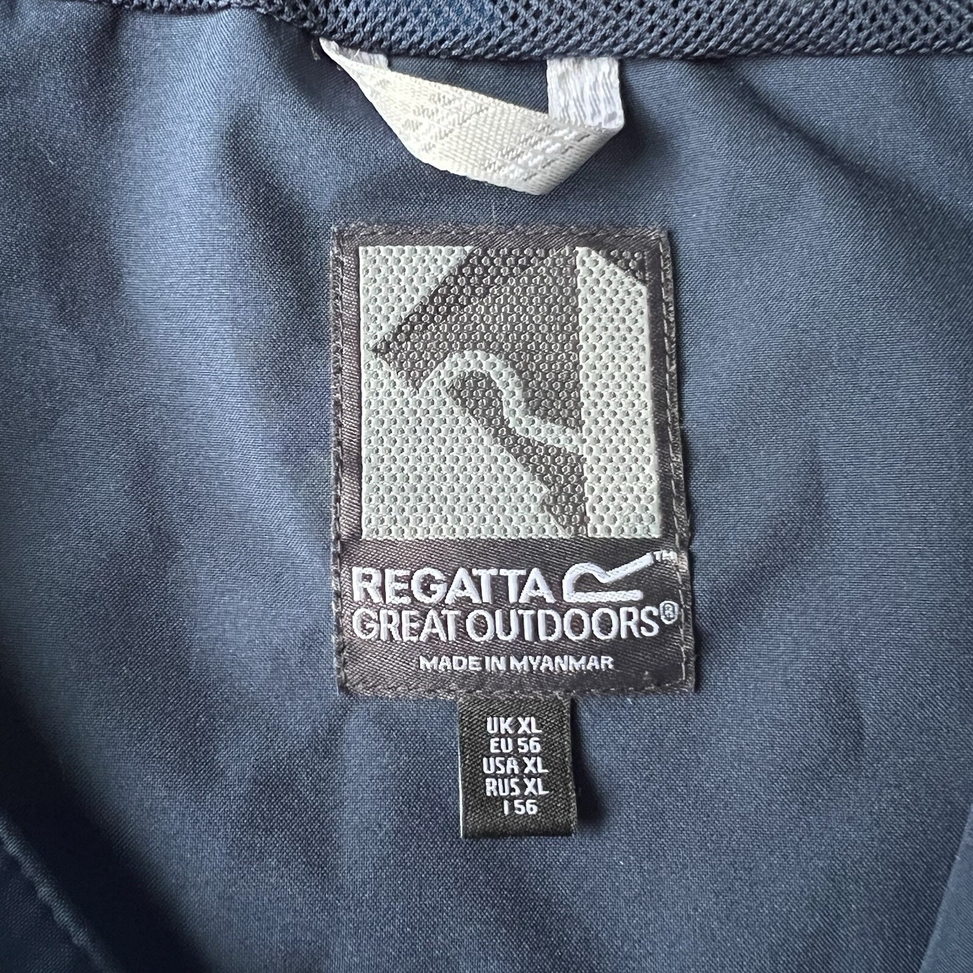 REGATTA
GREAT OUTDOORS®
MADE IN MYANMAR
UK XL
EU 56
USA XL
RUS XL
I 56